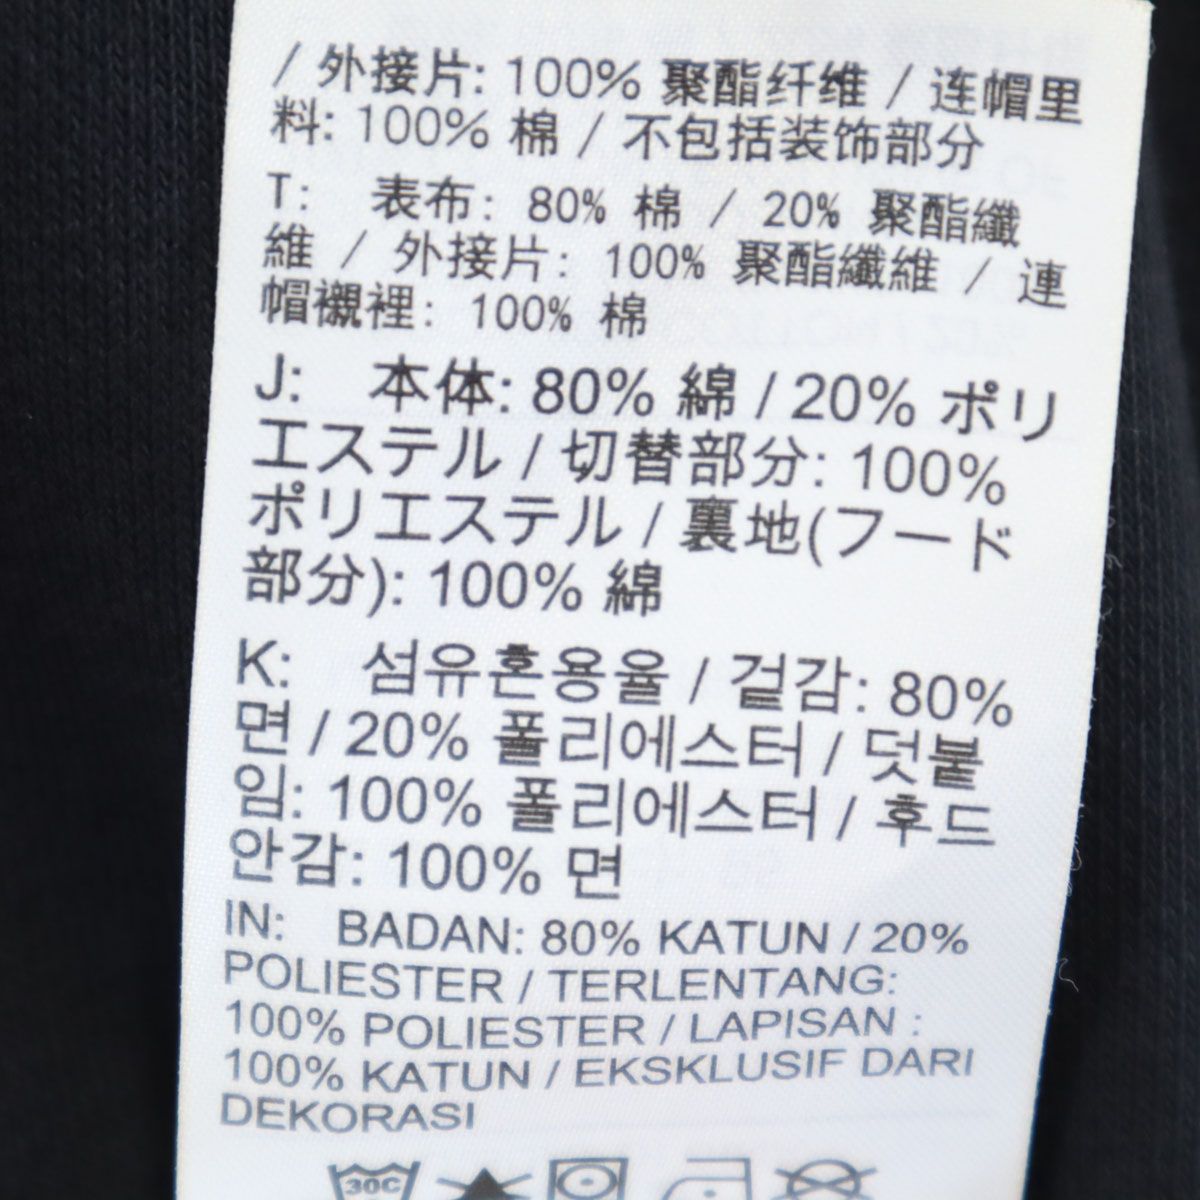 / 外接片: 100% 聚酯纤维 / 连帽里
料: 100% 棉 / 不包括装饰部分
T: 表布: 80% 棉 / 20% 聚酯纖
維 / 外接片: 100% 聚酯纖維 / 連
帽襯裡: 100% 棉
J: 本体: 80% 綿 / 20% ポリ
エステル / 切替部分: 100%
ポリエステル / 裏地(フード
部分): 100% 綿
K: 섬유혼용율 / 겉감: 80%
면 / 20% 폴리에스터 / 덧붙
임: 100% 폴리에스터 / 후드
안감: 100% 면
IN: BADAN: 80% KATUN / 20%
POLIESTER / TERLENTANG:
100% POLIESTER / LAPISAN :
100% KATUN / EKSKLUSIF DARI
DEKORASI
30C